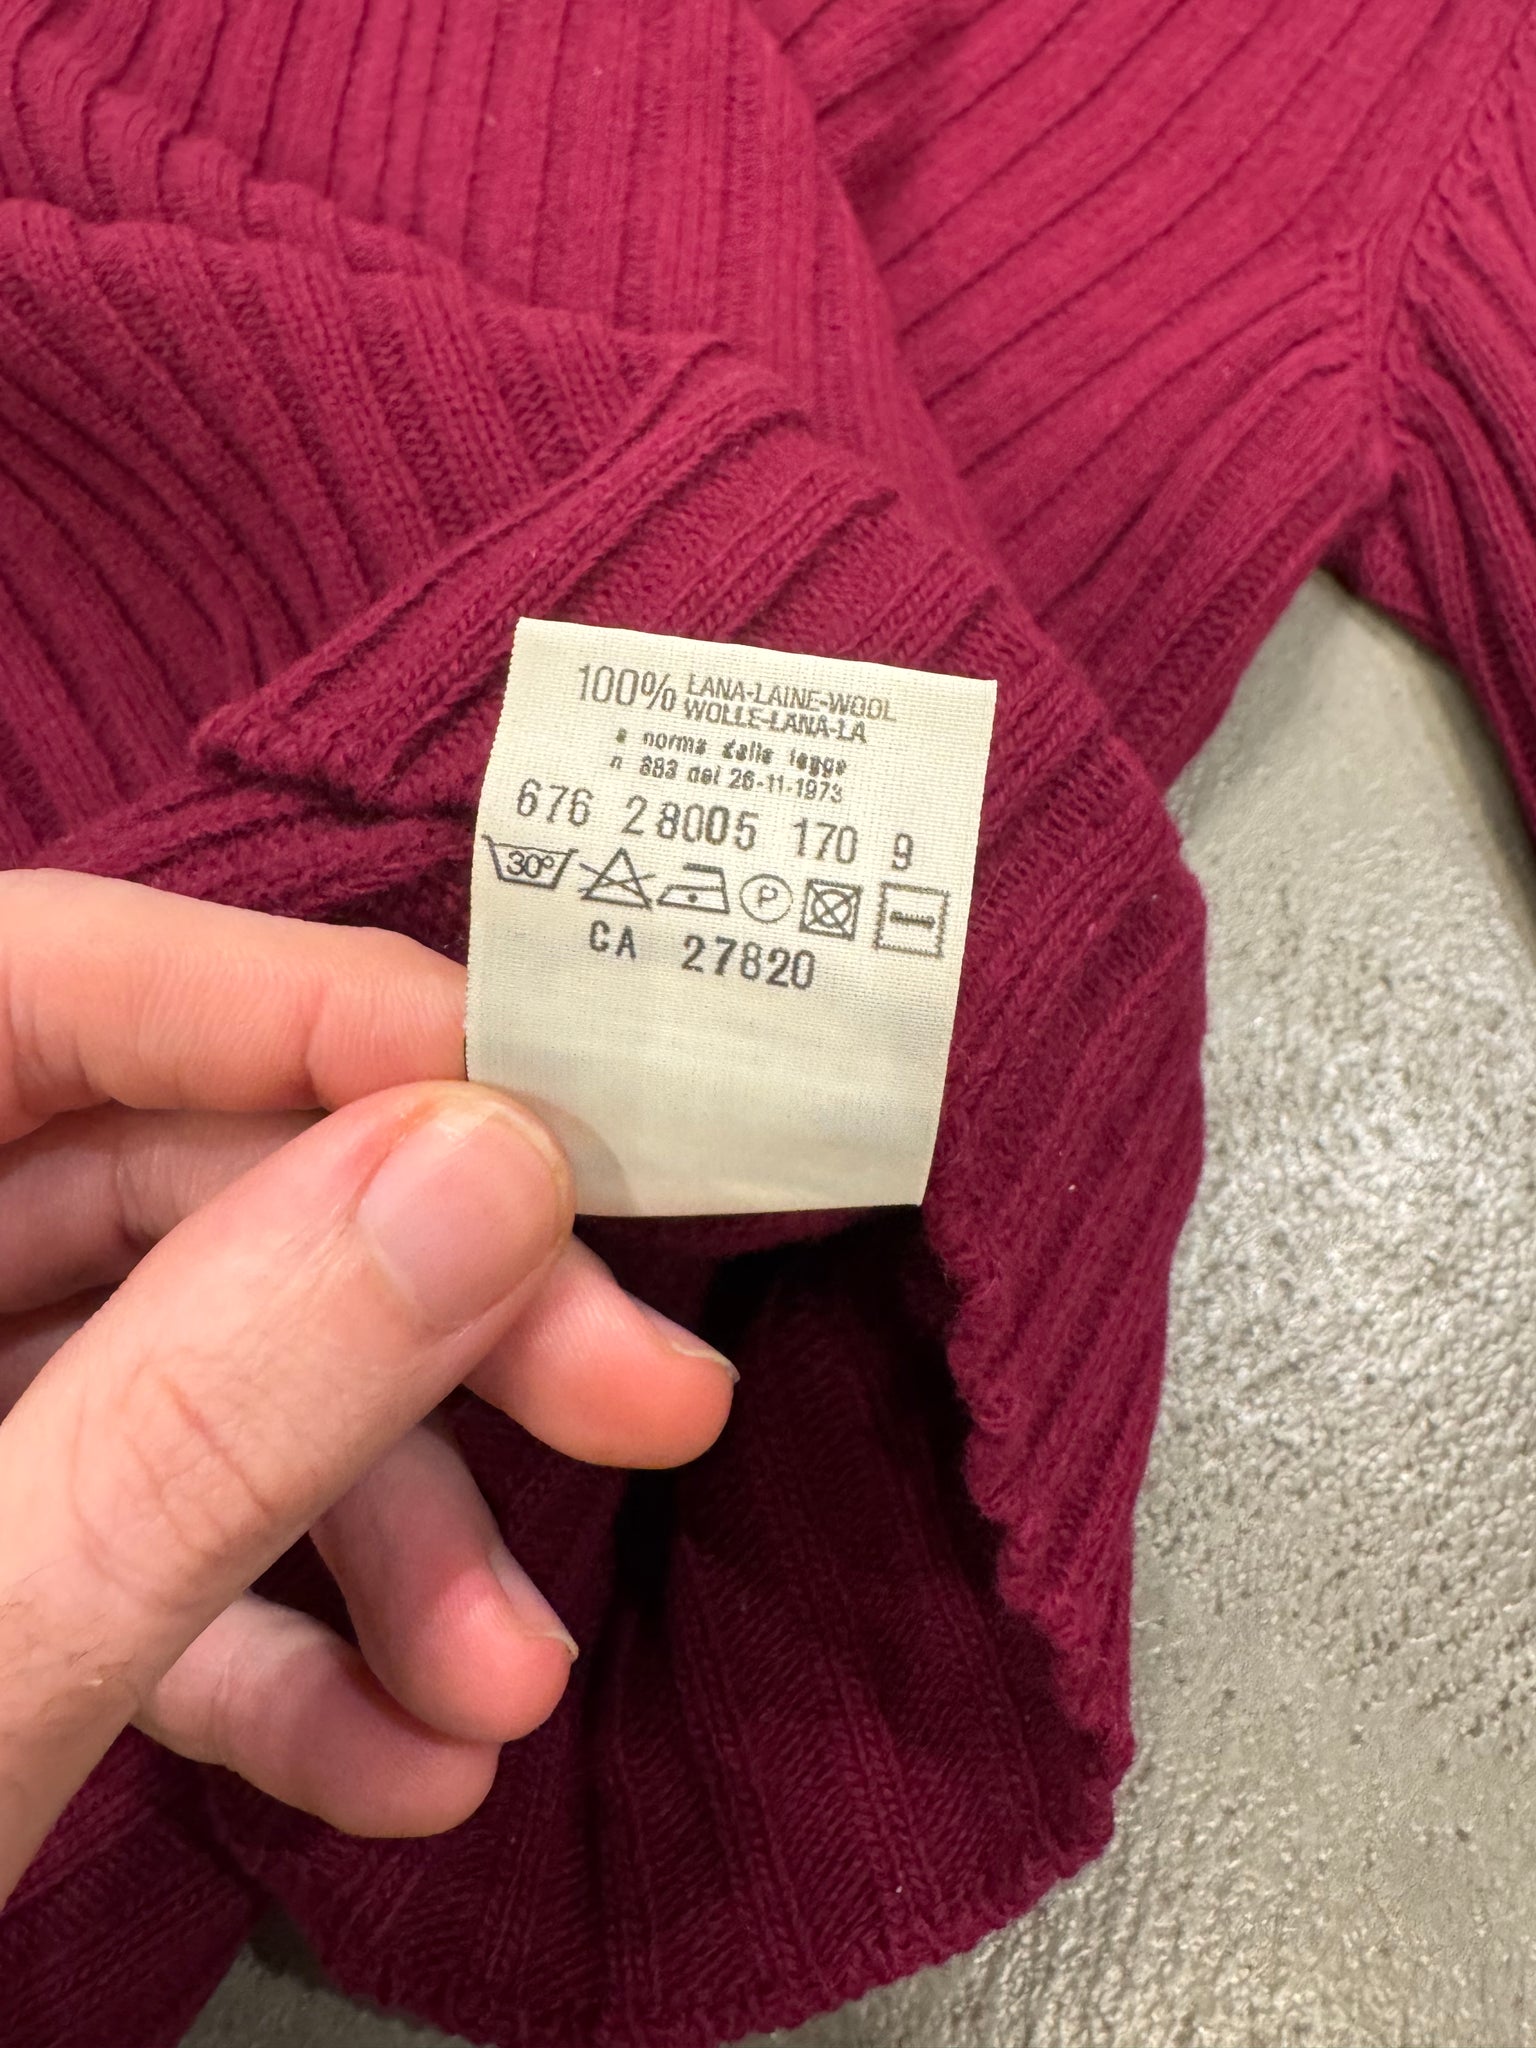 100% LANA-LAINE-WOOL
WOLLE-LANA-LA
a norma della legge
n 883 del 26-11-1973
676 28005 170 9
30° P
CA 27820